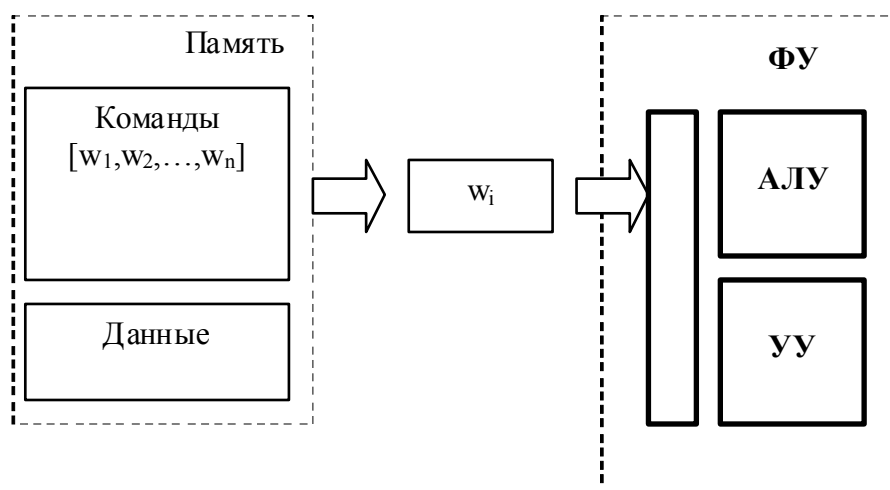 Память
Команды
[w₁,w₂,…,wₙ]
Данные
wᵢ
ФУ
АЛУ
УУ